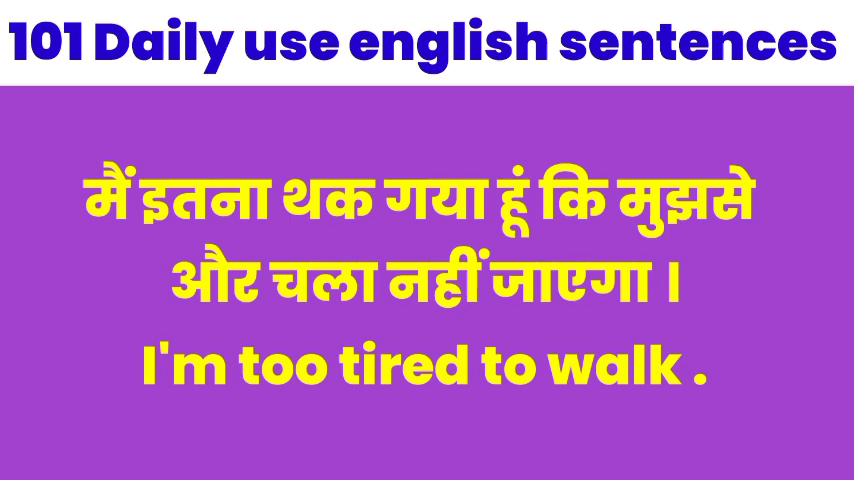 101 Daily use english sentences
मैं इतना थक गया हूं कि मुझसे
और चला नहीं जाएगा ।
I'm too tired to walk .